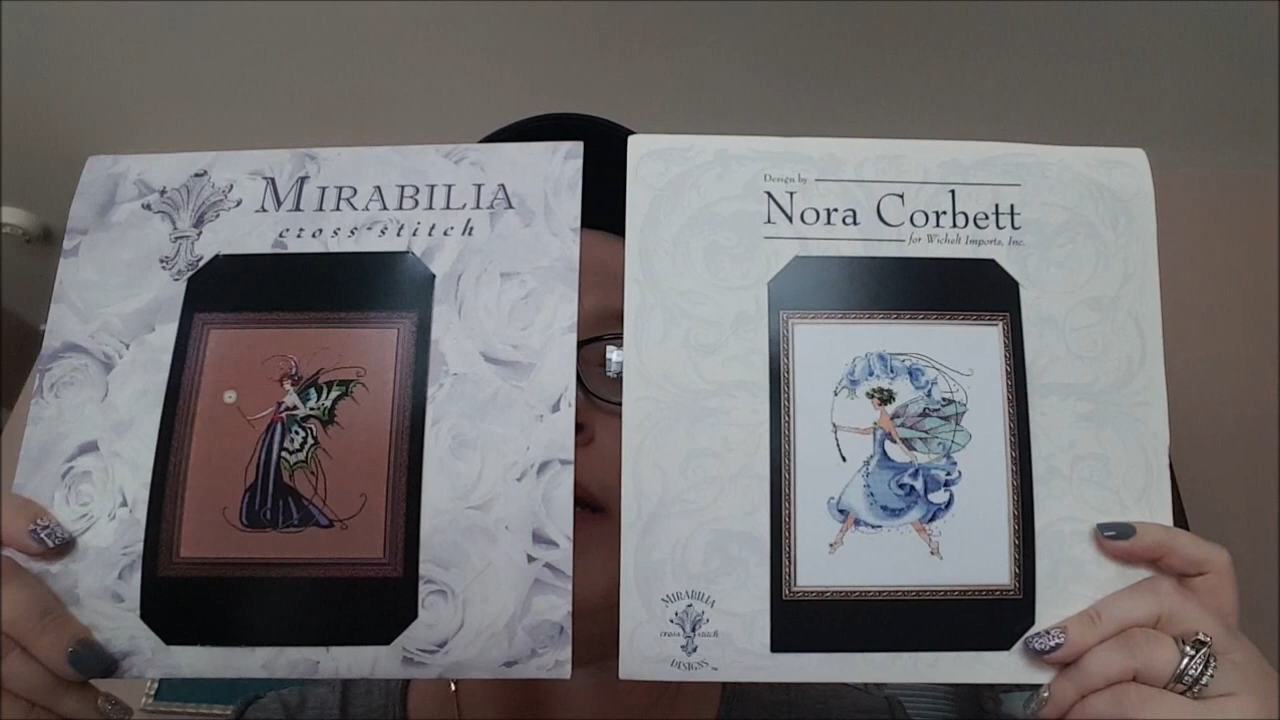 MIRABILIA
cross-stitch
Design by
Nora Corbett
for Wichelt Imports, Inc.
MIRABILIA
cross stitch
DESIGNS